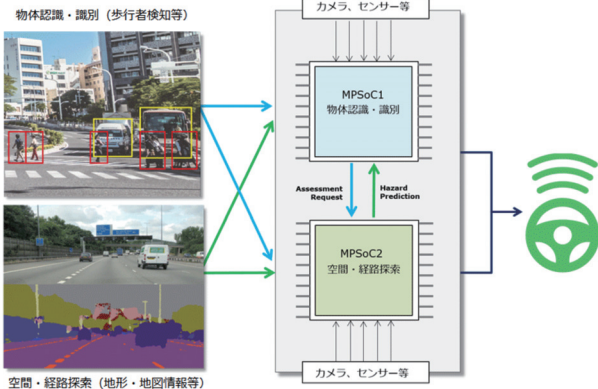 カメラ、センサー等
物体認識・識別（歩行者検知等）
MPSoC1
物体認識・識別
Assessment
Request
Hazard
Prediction
MPSoC2
空間・経路探索
カメラ、センサー等
空間・経路探索（地形・地図情報等）